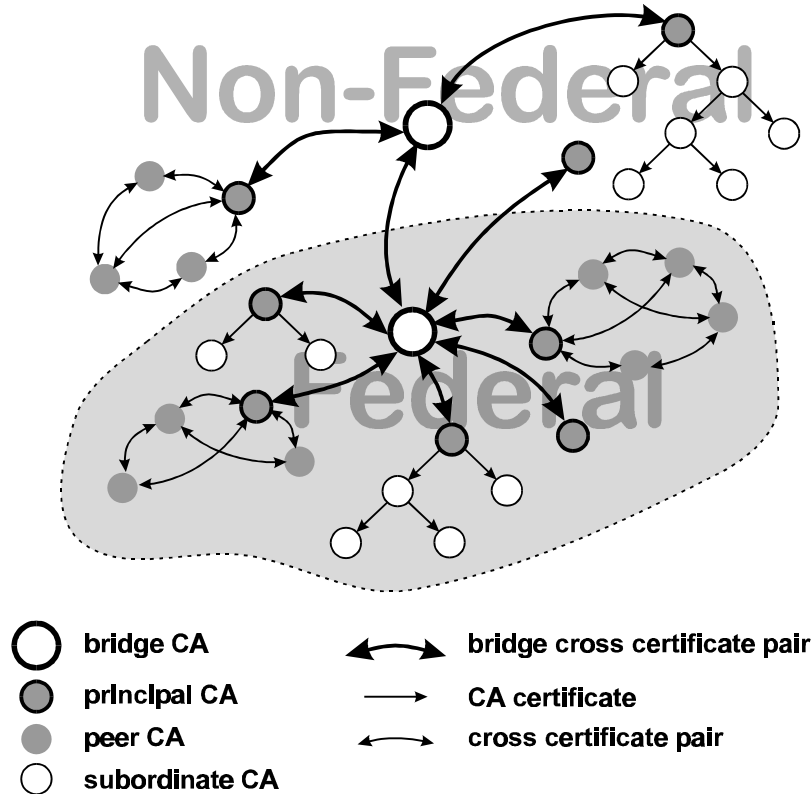 Non-Federal
Federal
bridge CA
principal CA
peer CA
subordinate CA
bridge cross certificate pair
CA certificate
cross certificate pair